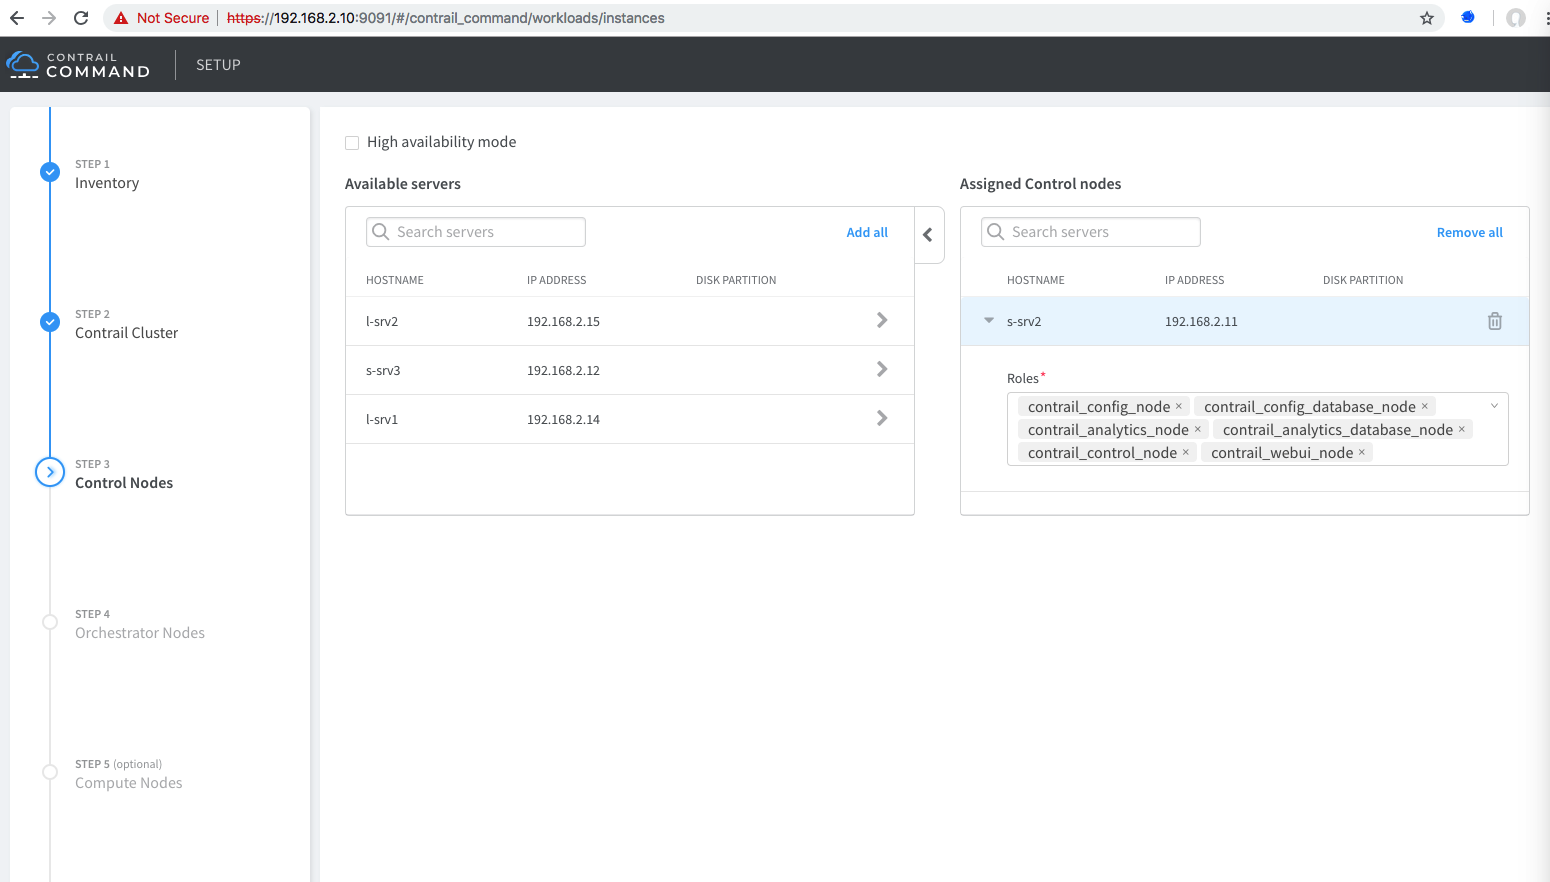 Not Secure https://192.168.2.10:9091/#/contrail_command/workloads/instances
CONTRAIL
COMMAND
SETUP
STEP 1
Inventory
STEP 2
Contrail Cluster
STEP 3
Control Nodes
STEP 4
Orchestrator Nodes
STEP 5 (optional)
Compute Nodes
High availability mode
Available servers
Search servers Add all
HOSTNAME IP ADDRESS DISK PARTITION
l-srv2 192.168.2.15
s-srv3 192.168.2.12
l-srv1 192.168.2.14
Assigned Control nodes
Search servers Remove all
HOSTNAME IP ADDRESS DISK PARTITION
s-srv2 192.168.2.11
Roles*
contrail_config_node × contrail_config_database_node ×
contrail_analytics_node × contrail_analytics_database_node ×
contrail_control_node × contrail_webui_node ×